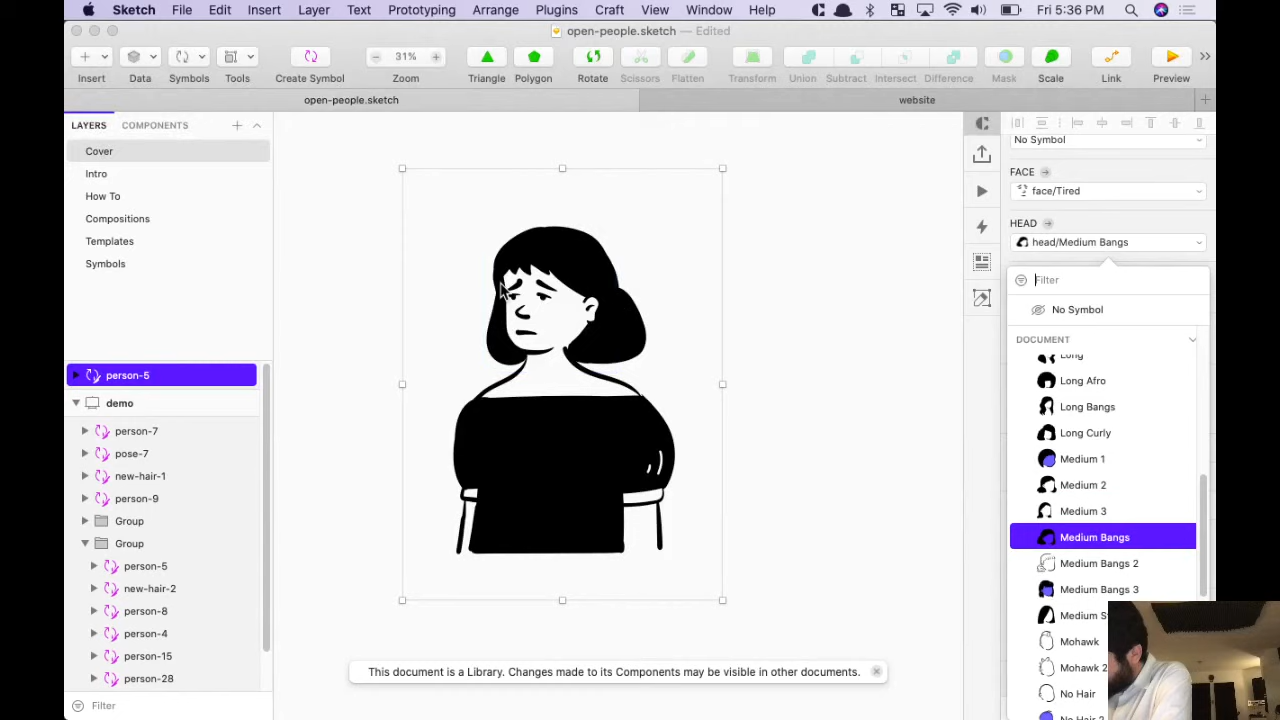 Sketch File Edit Insert Layer Text Prototyping Arrange Plugins Craft View Window Help Fri 5:36 PM
open-people.sketch — Edited
31%
Insert Data Symbols Tools Create Symbol Zoom Triangle Polygon Rotate Scissors Flatten Transform Union Subtract Intersect Difference Mask Scale Link Preview
open-people.sketch website
LAYERS COMPONENTS
Cover
Intro
How To
Compositions
Templates
Symbols
person-5
demo
person-7
pose-7
new-hair-1
person-9
Group
Group
person-5
new-hair-2
person-8
person-4
person-15
person-28
Filter
This document is a Library. Changes made to its Components may be visible in other documents.
No Symbol
FACE
face/Tired
HEAD
head/Medium Bangs
Filter
No Symbol
DOCUMENT
Long
Long Afro
Long Bangs
Long Curly
Medium 1
Medium 2
Medium 3
Medium Bangs
Medium Bangs 2
Medium Bangs 3
Medium
Mohawk
Mohawk 2
No Hair
No Hair 2